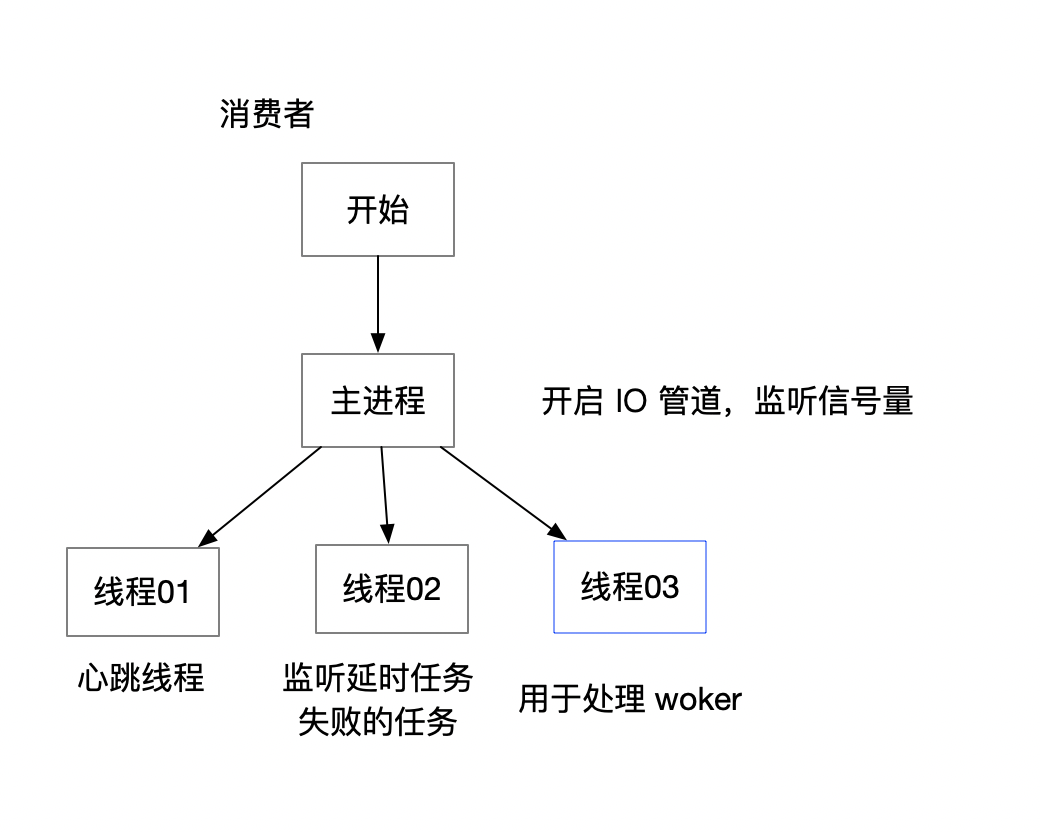 消费者
开始
主进程
开启 IO 管道，监听信号量
线程01
线程02
线程03
心跳线程
监听延时任务
失败的任务
用于处理 woker